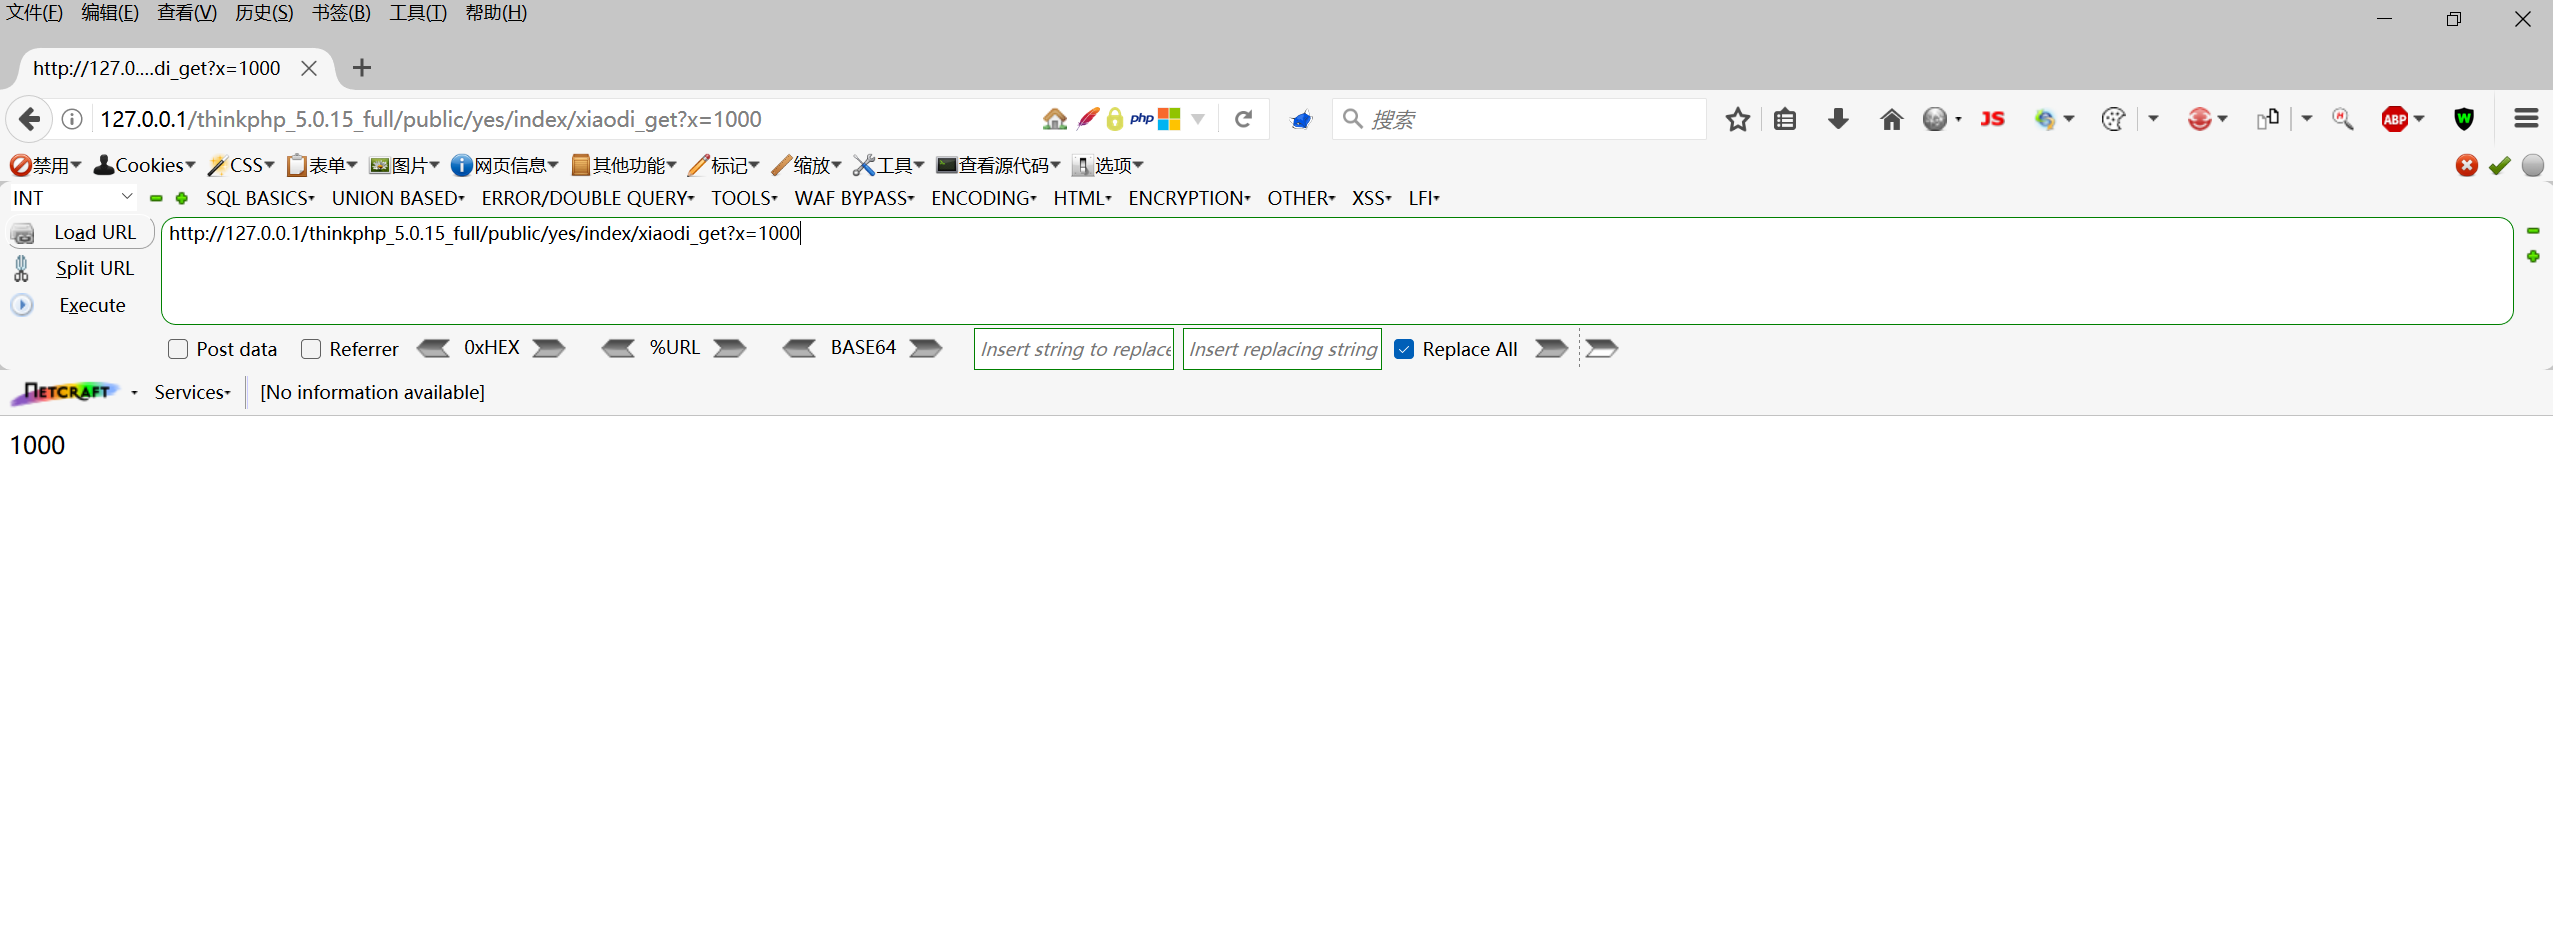 文件(F) 编辑(E) 查看(V) 历史(S) 书签(B) 工具(T) 帮助(H)
http://127.0....di_get?x=1000
127.0.0.1/thinkphp_5.0.15_full/public/yes/index/xiaodi_get?x=1000 php 搜索 JS ABP W
禁用 Cookies CSS 表单 图片 网页信息 其他功能 标记 缩放 工具 查看源代码 选项
INT SQL BASICS UNION BASED ERROR/DOUBLE QUERY TOOLS WAF BYPASS ENCODING HTML ENCRYPTION OTHER XSS LFI
Load URL http://127.0.0.1/thinkphp_5.0.15_full/public/yes/index/xiaodi_get?x=1000
Split URL
Execute
Post data Referrer 0xHEX %URL BASE64 Insert string to replace Insert replacing string Replace All
NETCRAFT Services [No information available]
1000